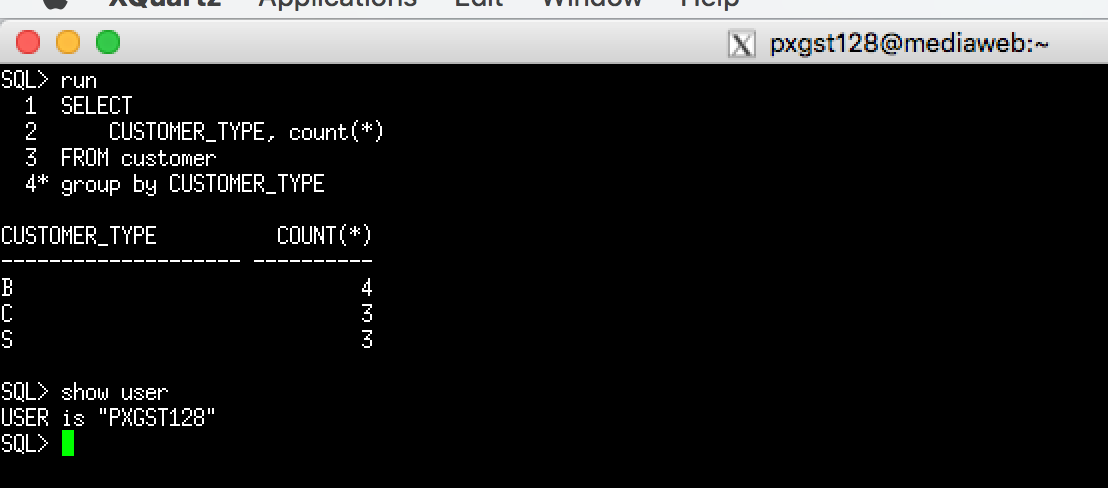 XQuartz Applications Edit Window Help
pxgst128@mediaweb:~
SQL> run
  1  SELECT
  2      CUSTOMER_TYPE, count(*)
  3  FROM customer
  4* group by CUSTOMER_TYPE
CUSTOMER_TYPE          COUNT(*)
-------------------- ----------
B                             4
C                             3
S                             3
SQL> show user
USER is "PXGST128"
SQL>